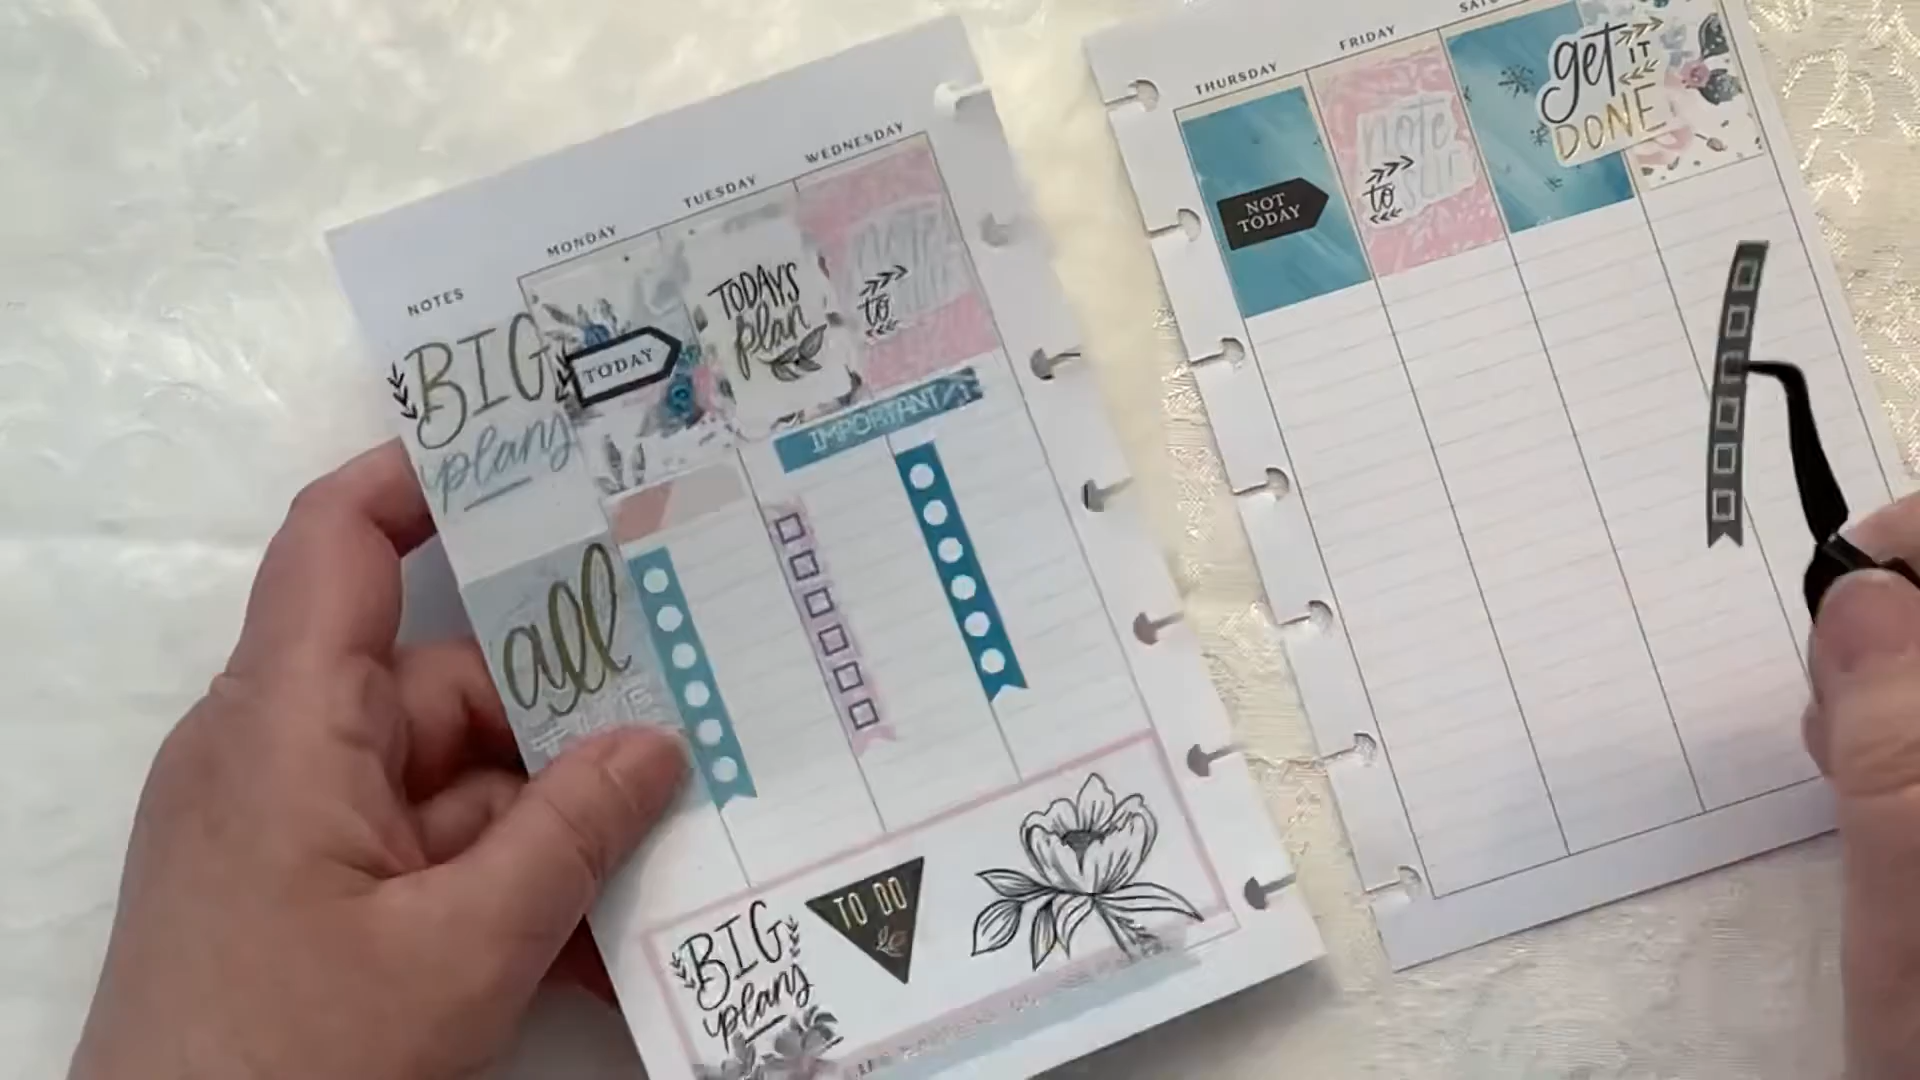 NOTES
MONDAY
TUESDAY
WEDNESDAY
BIG
plans
TODAY
TODAY'S
plan
note
to
IMPORTANT
all
BIG
plans
TO DO
THURSDAY
FRIDAY
NOT
TODAY
note
to self
get IT
DONE